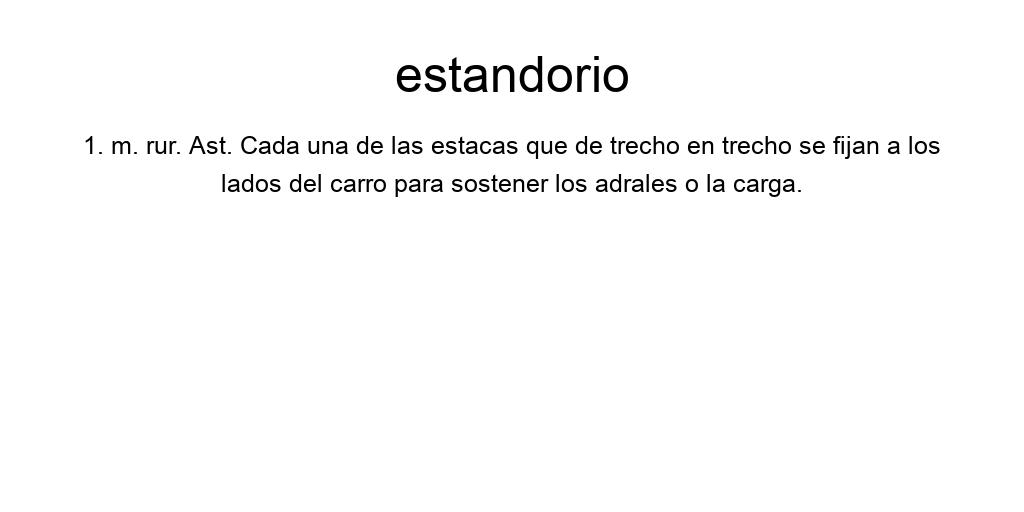 estandorio
1. m. rur. Ast. Cada una de las estacas que de trecho en trecho se fijan a los
lados del carro para sostener los adrales o la carga.